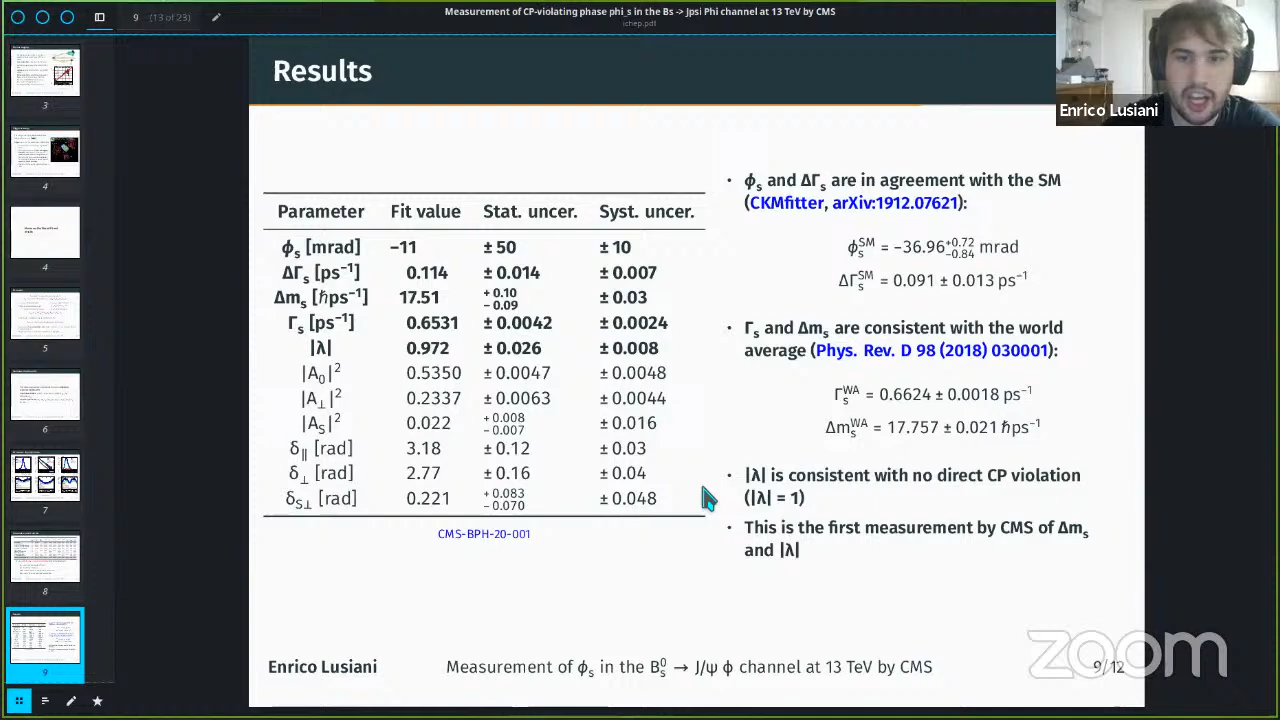 9 (13 of 23)
Measurement of CP-violating phase phi_s in the Bs -> Jpsi Phi channel at 13 TeV by CMS
ichep.pdf
Enrico Lusiani
3
4
4
5
6
7
8
9
Results
Parameter Fit value Stat. uncer. Syst. uncer.
ϕₛ [mrad] −11 ± 50 ± 10
ΔΓₛ [ps⁻¹] 0.114 ± 0.014 ± 0.007
Δmₛ [ℏps⁻¹] 17.51 + 0.10 − 0.09 ± 0.03
Γₛ [ps⁻¹] 0.6531 ± 0.0042 ± 0.0024
|λ| 0.972 ± 0.026 ± 0.008
|A₀|² 0.5350 ± 0.0047 ± 0.0048
|A⊥|² 0.2337 ± 0.0063 ± 0.0044
|A_S|² 0.022 + 0.008 − 0.007 ± 0.016
δ∥ [rad] 3.18 ± 0.12 ± 0.03
δ⊥ [rad] 2.77 ± 0.16 ± 0.04
δ_S⊥ [rad] 0.221 + 0.083 − 0.070 ± 0.048
CMS-BPH-20-001
• ϕₛ and ΔΓₛ are in agreement with the SM
(CKMfitter, arXiv:1912.07621):
ϕₛ^SM = −36.96 +0.72 −0.84 mrad
ΔΓₛ^SM = 0.091 ± 0.013 ps⁻¹
• Γₛ and Δmₛ are consistent with the world
average (Phys. Rev. D 98 (2018) 030001):
Γₛ^WA = 0.6624 ± 0.0018 ps⁻¹
Δmₛ^WA = 17.757 ± 0.021 ℏps⁻¹
• |λ| is consistent with no direct CP violation
(|λ| = 1)
• This is the first measurement by CMS of Δmₛ
and |λ|
Enrico Lusiani Measurement of ϕₛ in the B⁰ₛ → J/ψ ϕ channel at 13 TeV by CMS 9/12
zoom